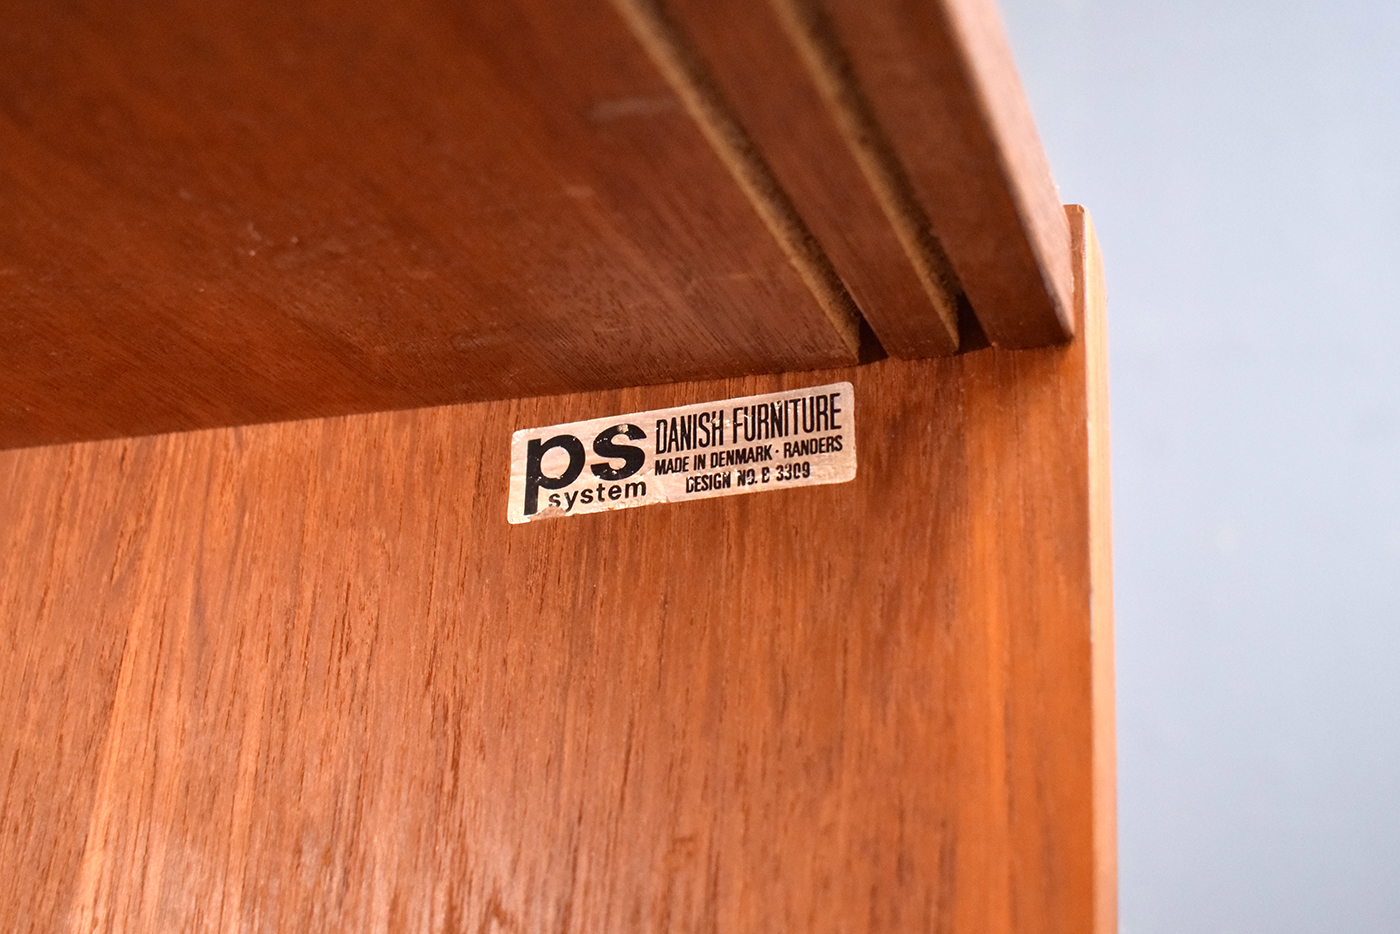 ps
system
DANISH FURNITURE
MADE IN DENMARK · RANDERS
DESIGN NO. B 3309